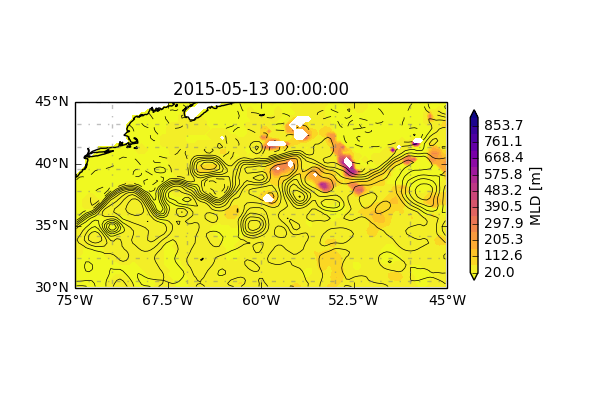 2015-05-13 00:00:00
45°N
40°N
35°N
30°N
75°W
67.5°W
60°W
52.5°W
45°W
853.7
761.1
668.4
575.8
483.2
390.5
297.9
205.3
112.6
20.0
MLD [m]